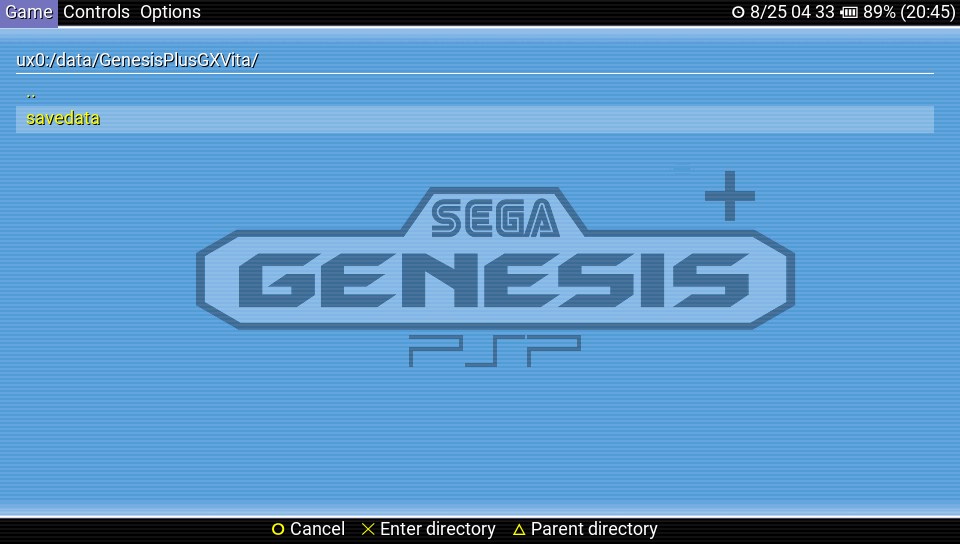 Game Controls Options 8/25 04 33 89% (20:45)
ux0:/data/GenesisPlusGXVita/
..
savedata
SEGA
GENESIS
PSP
Cancel Enter directory Parent directory